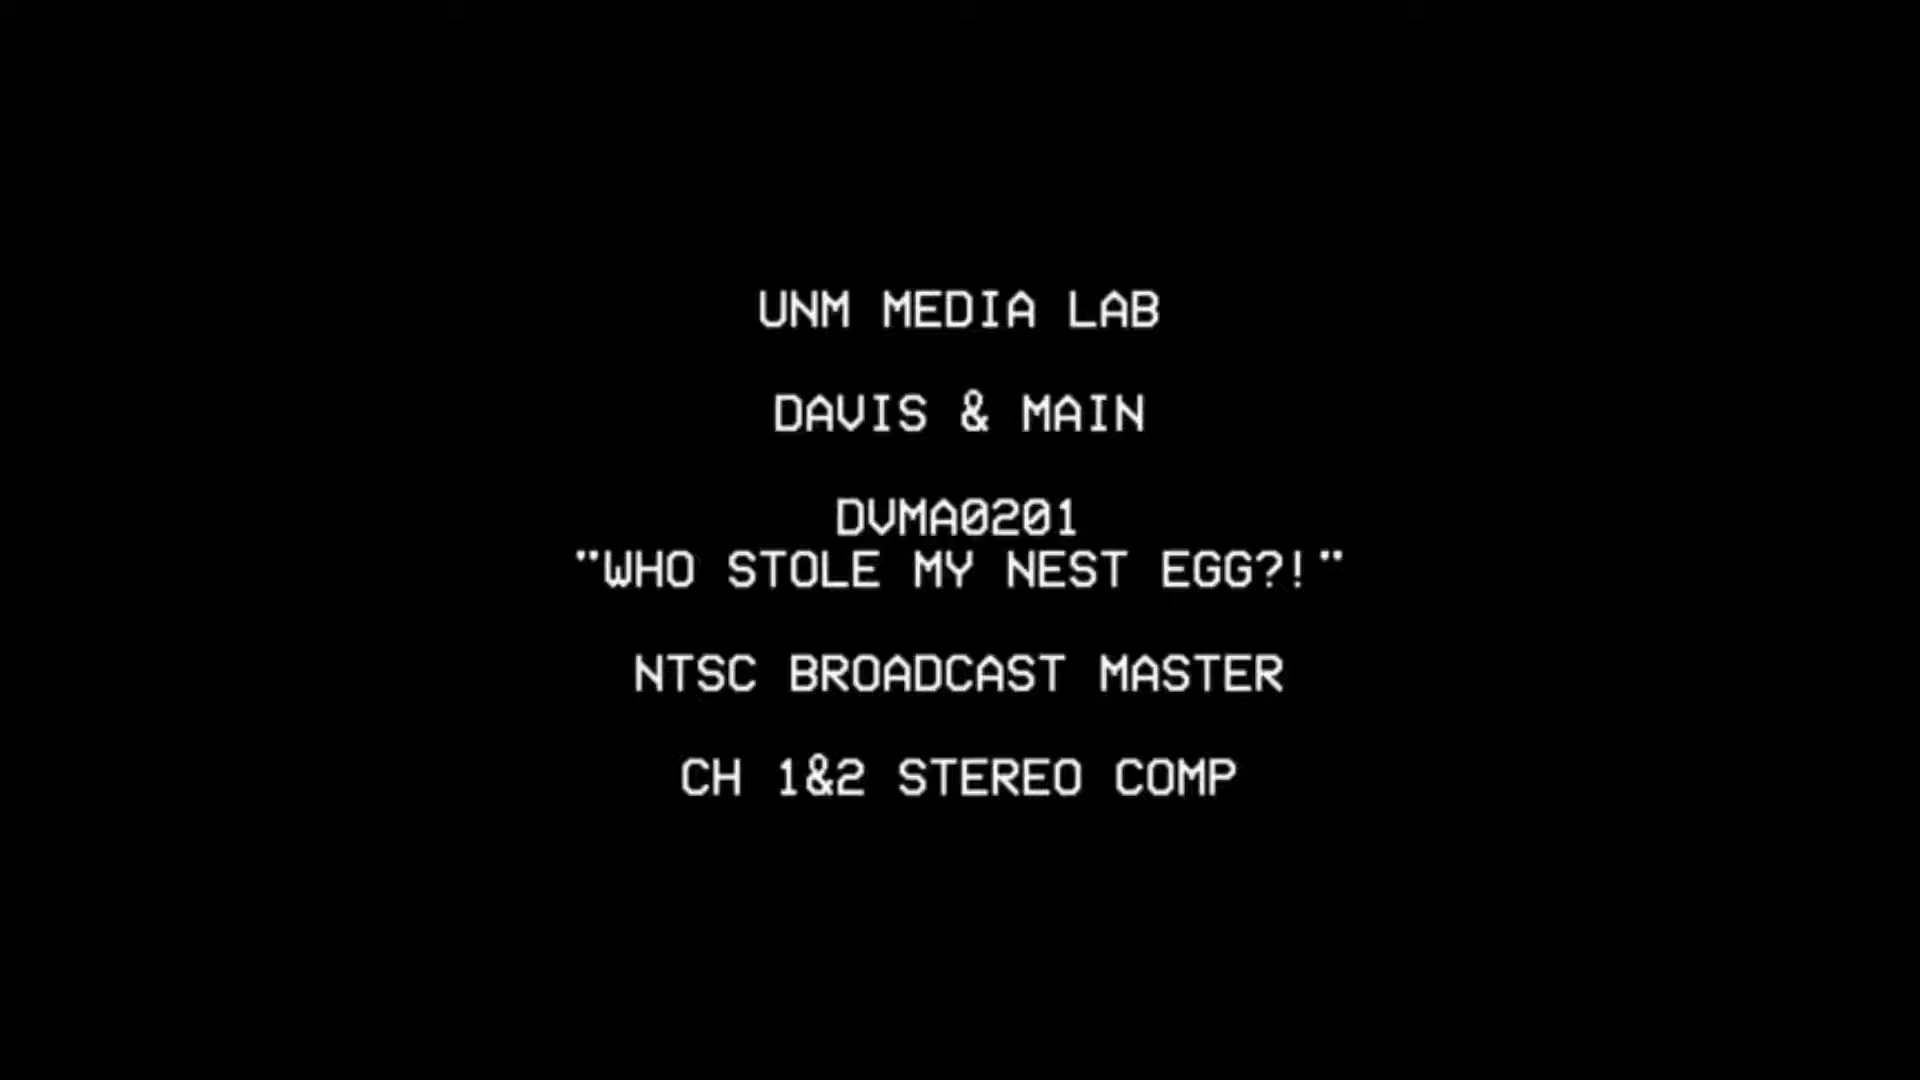 UNM MEDIA LAB
DAVIS & MAIN
DVMA0201
"WHO STOLE MY NEST EGG?!"
NTSC BROADCAST MASTER
CH 1&2 STEREO COMP